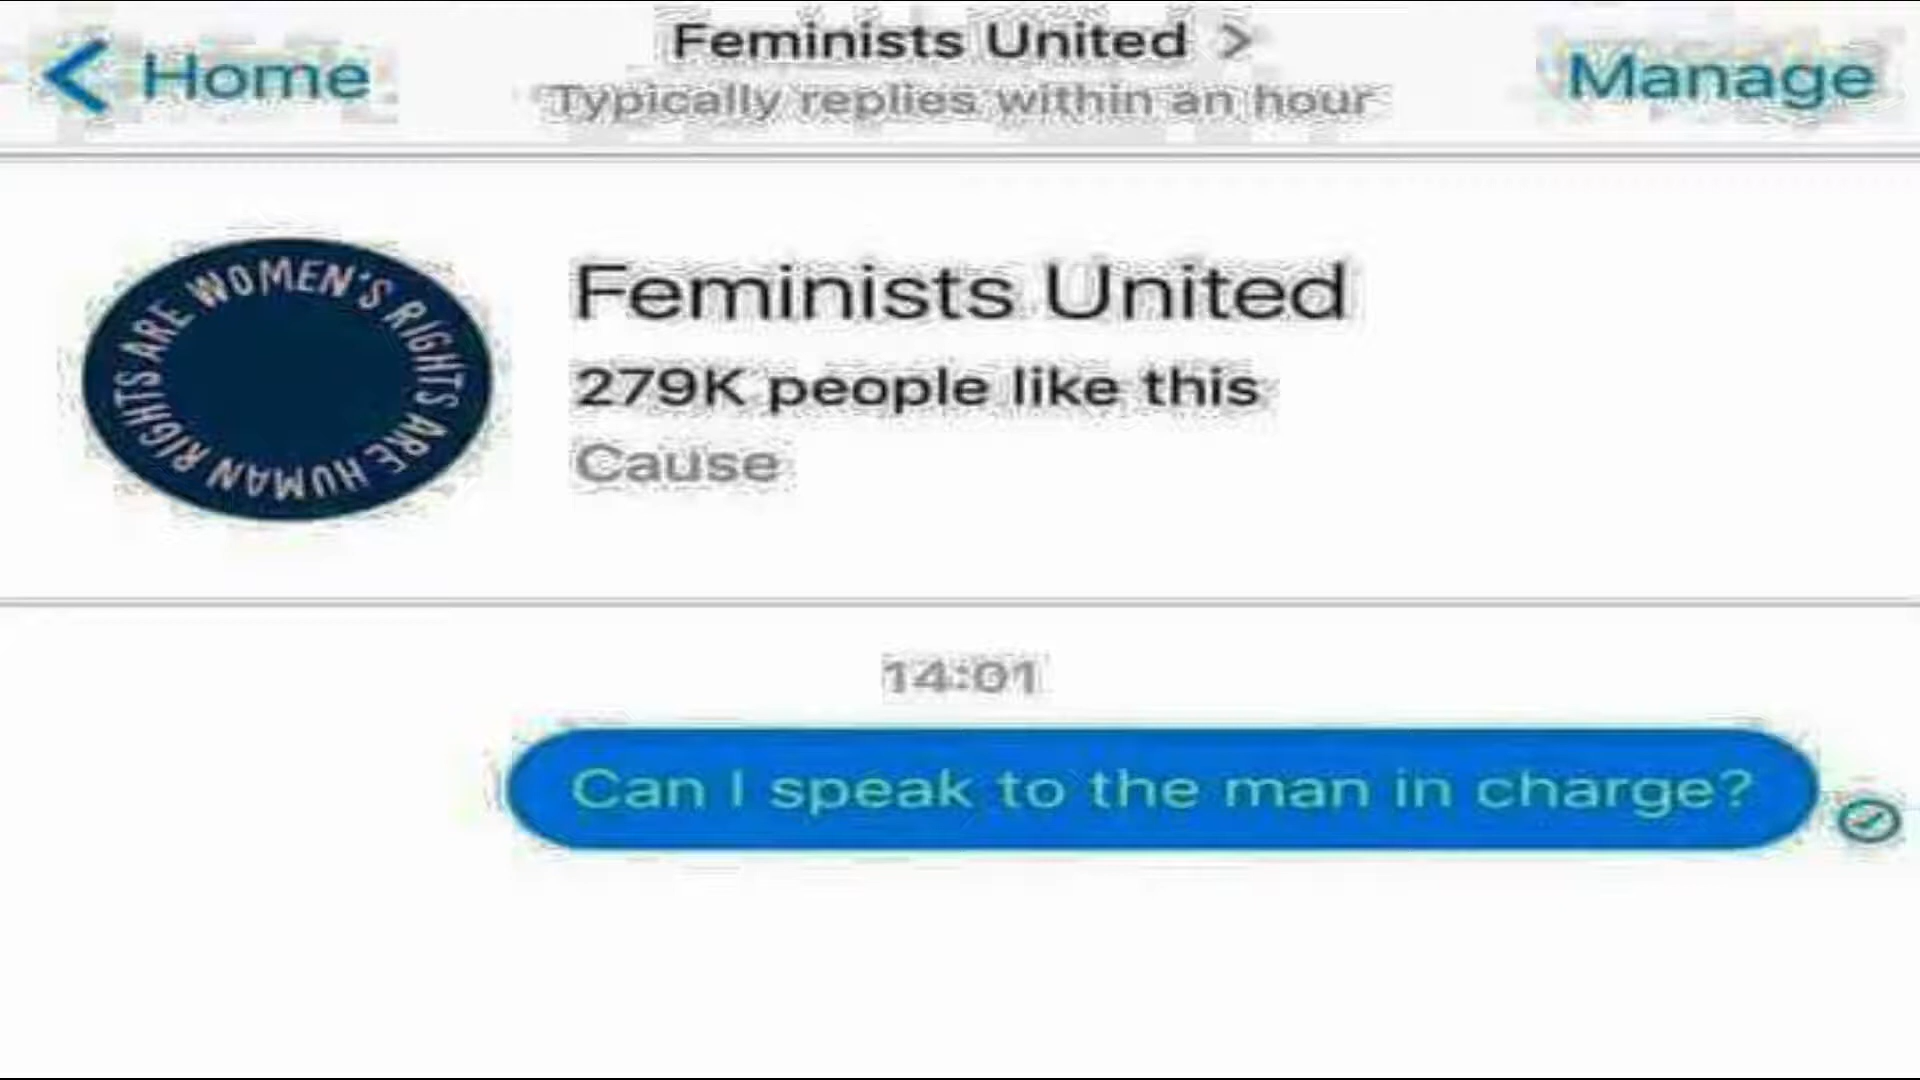 Home
Feminists United >
Typically replies within an hour
Manage
WOMEN'S RIGHTS ARE HUMAN RIGHTS ARE
Feminists United
279K people like this
Cause
14:01
Can I speak to the man in charge?